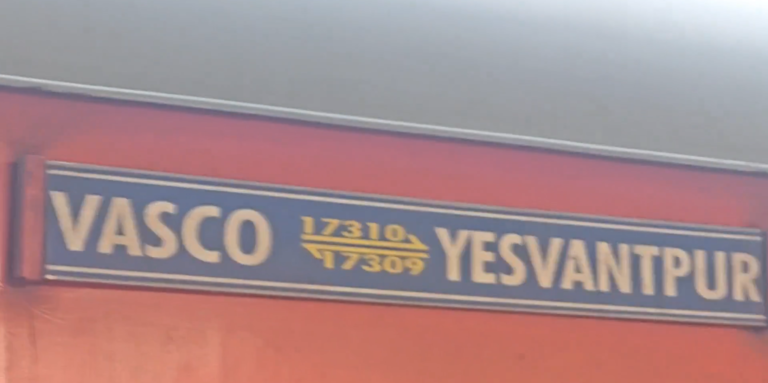 VASCO 17310 YESVANTPUR
17309